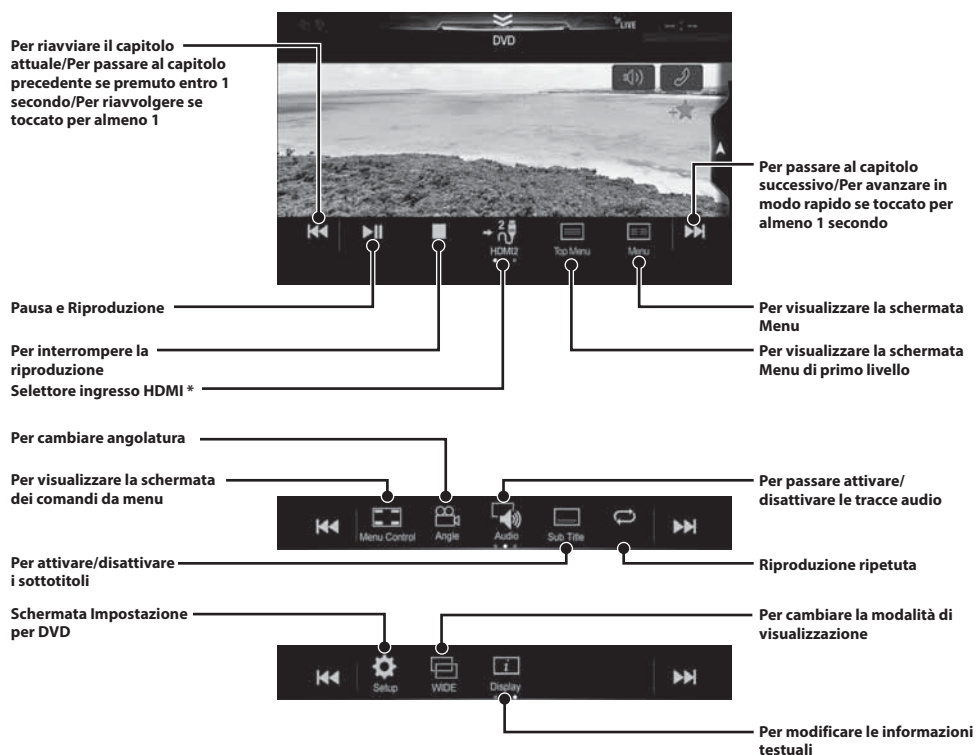 LIVE
--:--
DVD
Per riavviare il capitolo
attuale/Per passare al capitolo
precedente se premuto entro 1
secondo/Per riavvolgere se
toccato per almeno 1
Per passare al capitolo
successivo/Per avanzare in
modo rapido se toccato per
almeno 1 secondo
2
HDMI2
Top Menu
Menu
Pausa e Riproduzione
Per interrompere la
riproduzione
Selettore ingresso HDMI *
Per visualizzare la schermata
Menu
Per visualizzare la schermata
Menu di primo livello
Per cambiare angolatura
Per visualizzare la schermata
dei comandi da menu
Per passare attivare/
disattivare le tracce audio
Menu Control
Angle
Audio
Sub Title
Per attivare/disattivare
i sottotitoli
Riproduzione ripetuta
Schermata Impostazione
per DVD
Per cambiare la modalità di
visualizzazione
Setup
WIDE
Display
Per modificare le informazioni
testuali